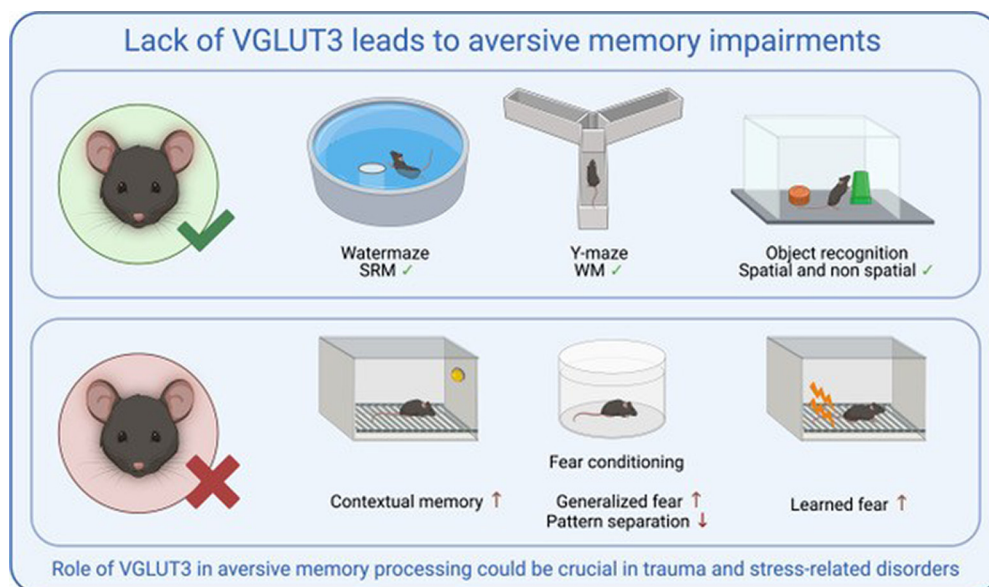 Lack of VGLUT3 leads to aversive memory impairments
Watermaze
SRM ✓
Y-maze
WM ✓
Object recognition
Spatial and non spatial ✓
Fear conditioning
Contextual memory ↑
Generalized fear ↑
Pattern separation ↓
Learned fear ↑
Role of VGLUT3 in aversive memory processing could be crucial in trauma and stress-related disorders